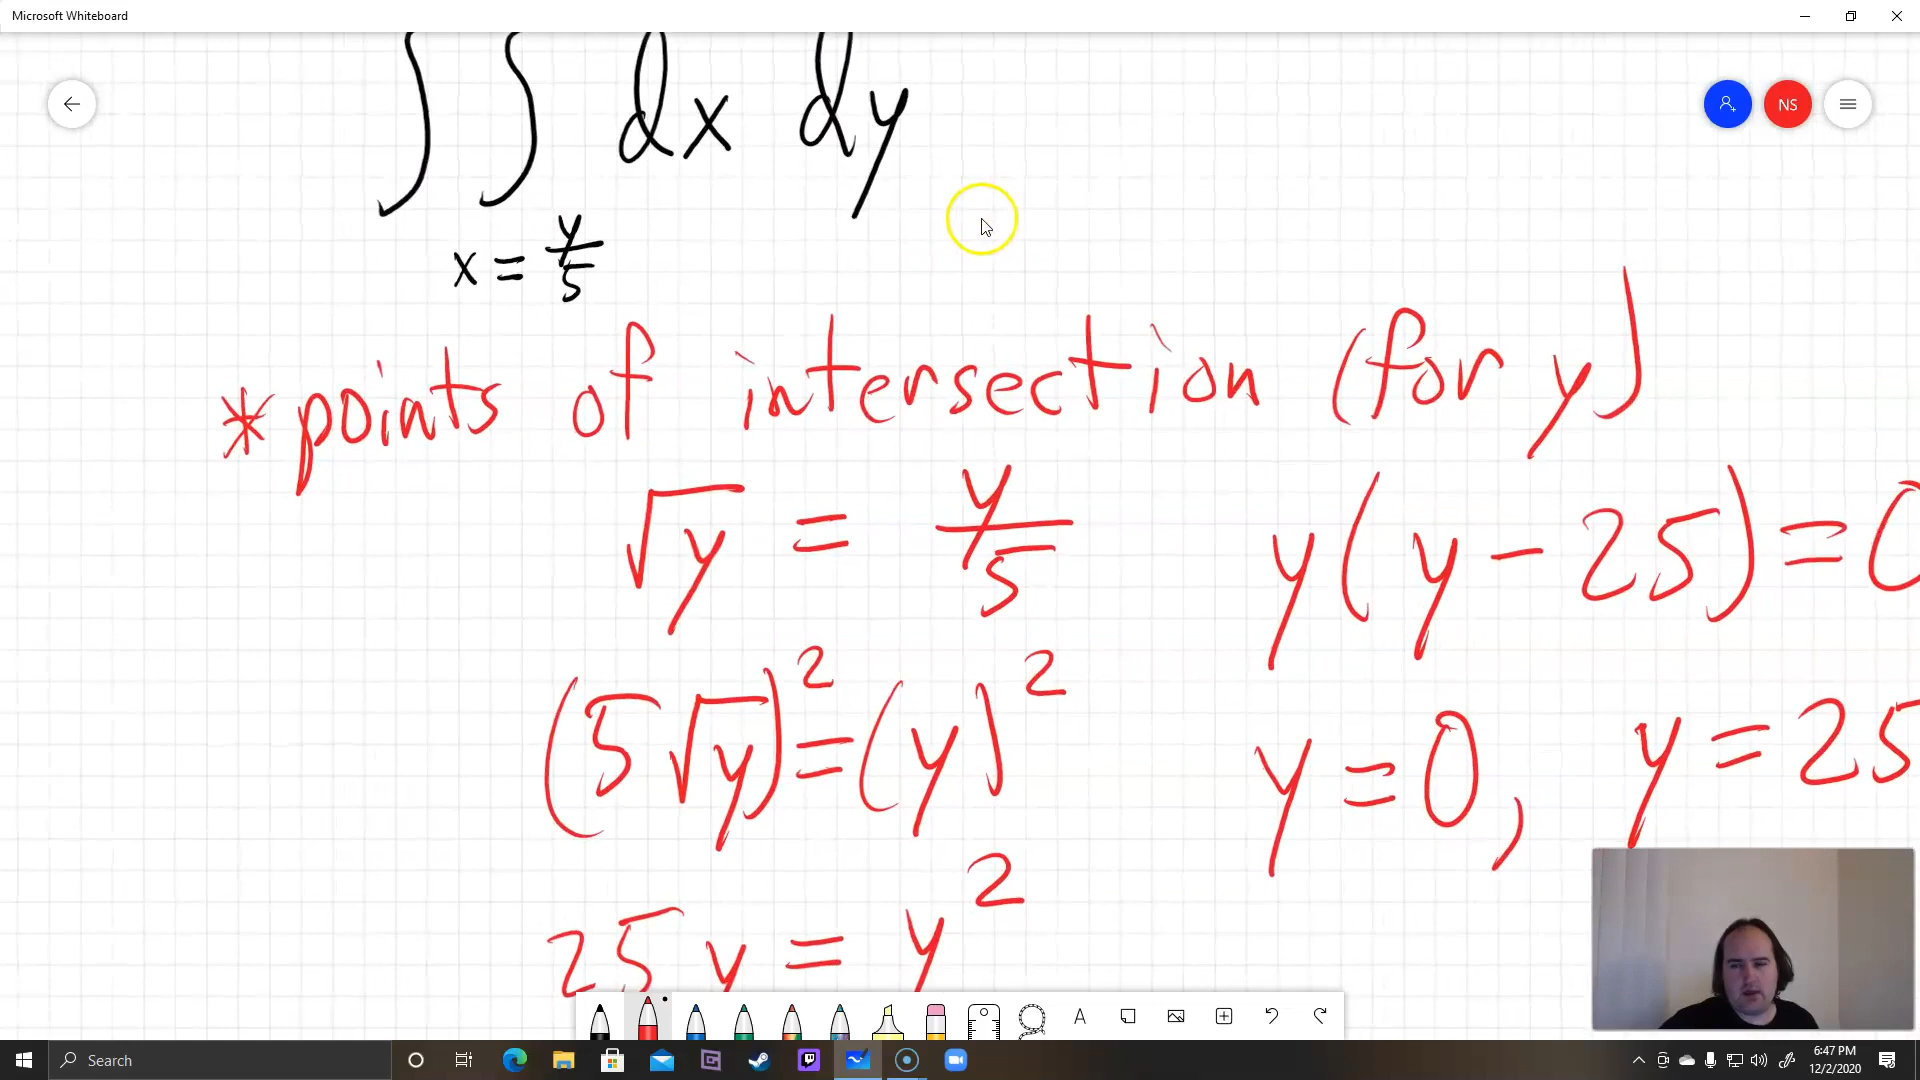 Microsoft Whiteboard
∫∫ dx dy
x = y/5
NS
*points of intersection (for y)
√y = y/5
y(y - 25) = 0
(5√y)² = (y)²
y = 0, y = 25
25y = y²
A
Search
6:47 PM
12/2/2020